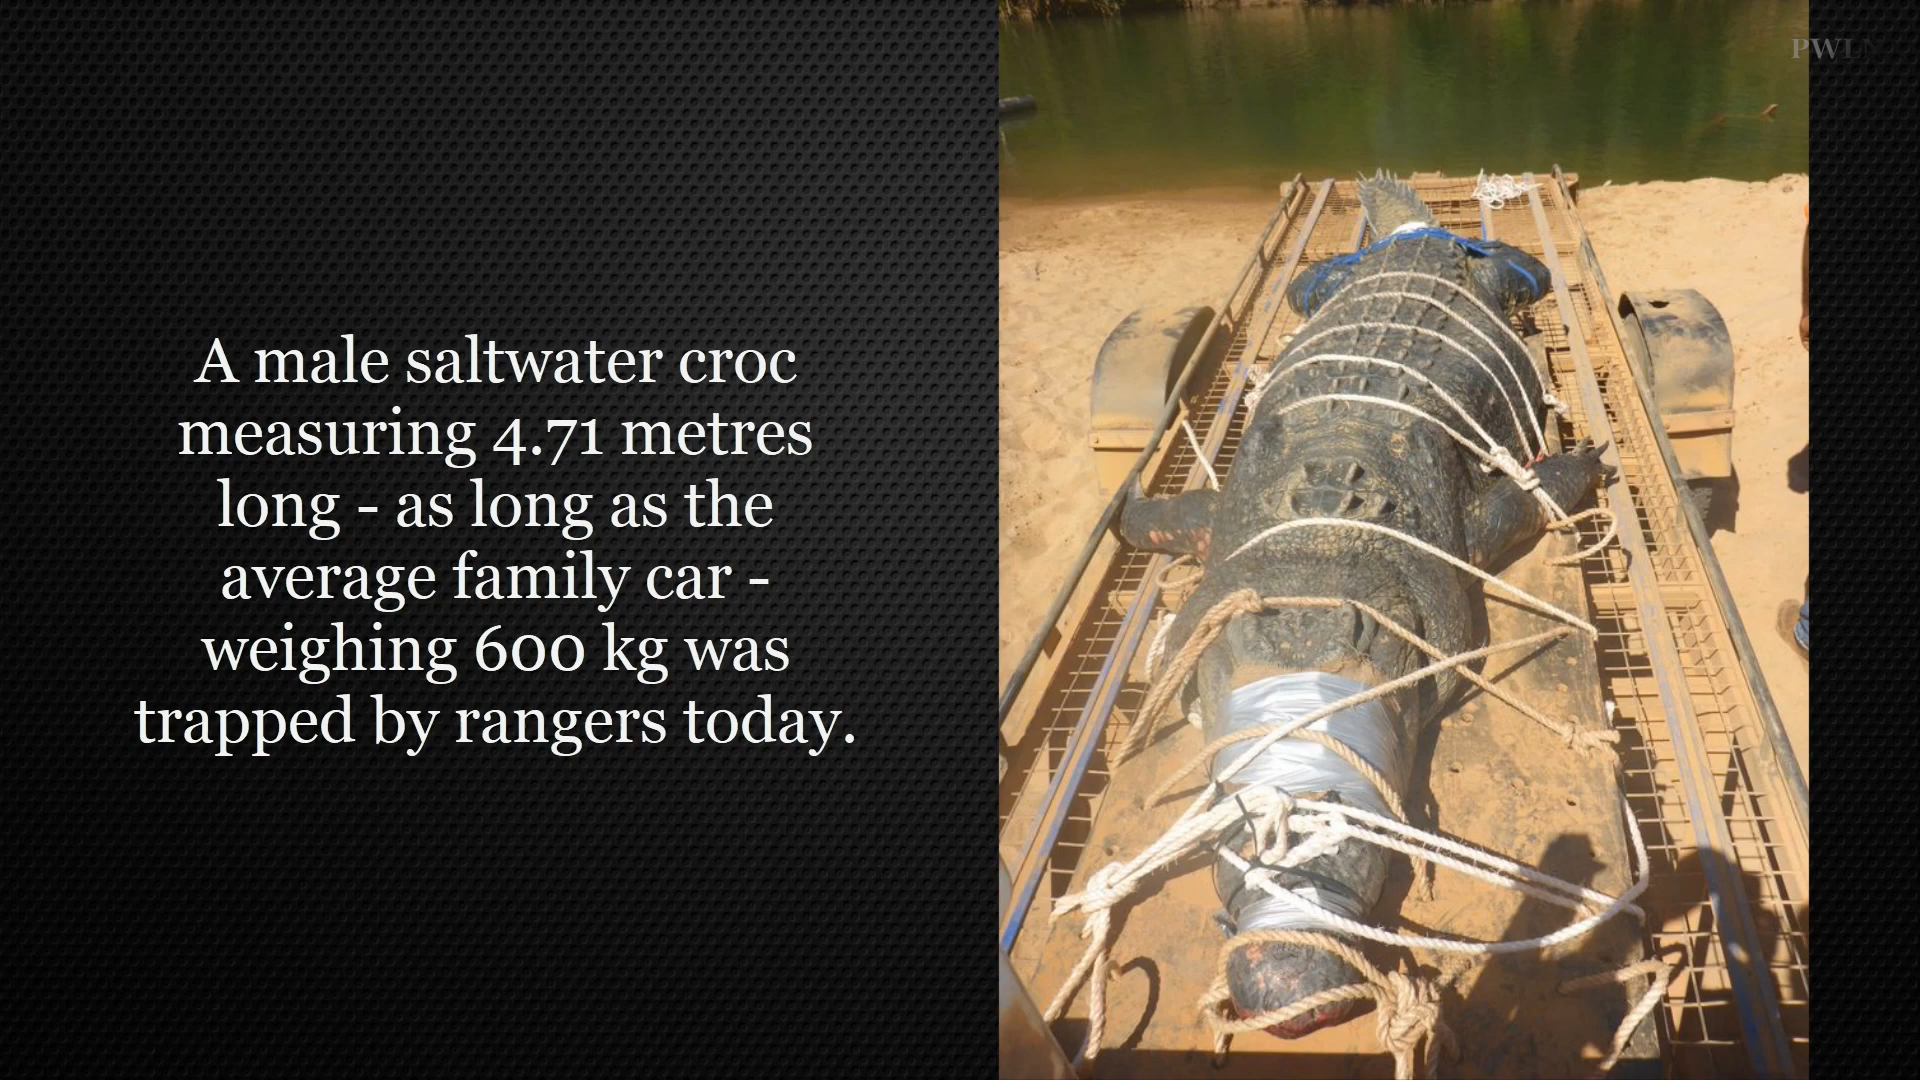 PWLN
A male saltwater croc
measuring 4.71 metres
long - as long as the
average family car -
weighing 600 kg was
trapped by rangers today.